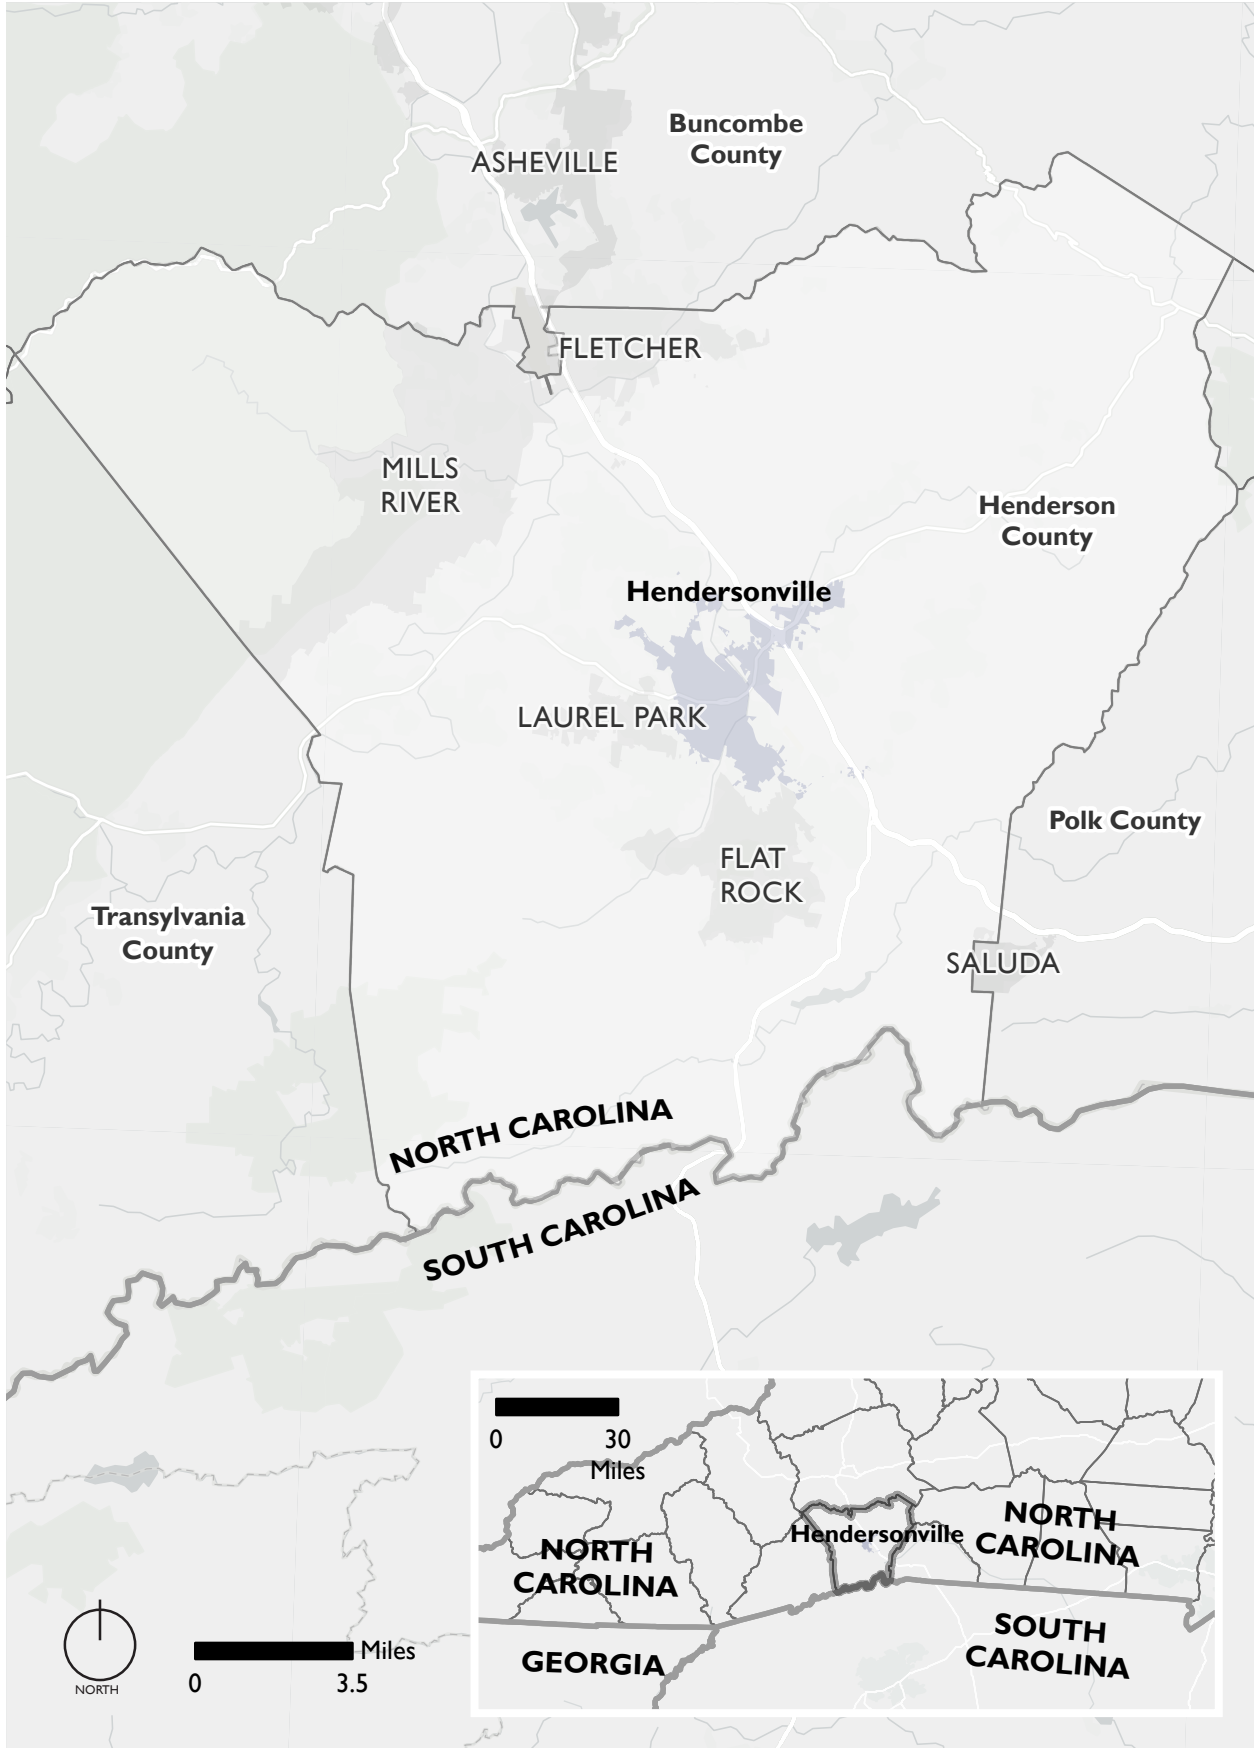 Buncombe
County
ASHEVILLE
FLETCHER
MILLS
RIVER
Henderson
County
Hendersonville
LAUREL PARK
Polk County
FLAT
ROCK
Transylvania
County
SALUDA
NORTH CAROLINA
SOUTH CAROLINA
0 30
Miles
Hendersonville
NORTH
CAROLINA
NORTH
CAROLINA
SOUTH
CAROLINA
GEORGIA
NORTH
Miles
0 3.5